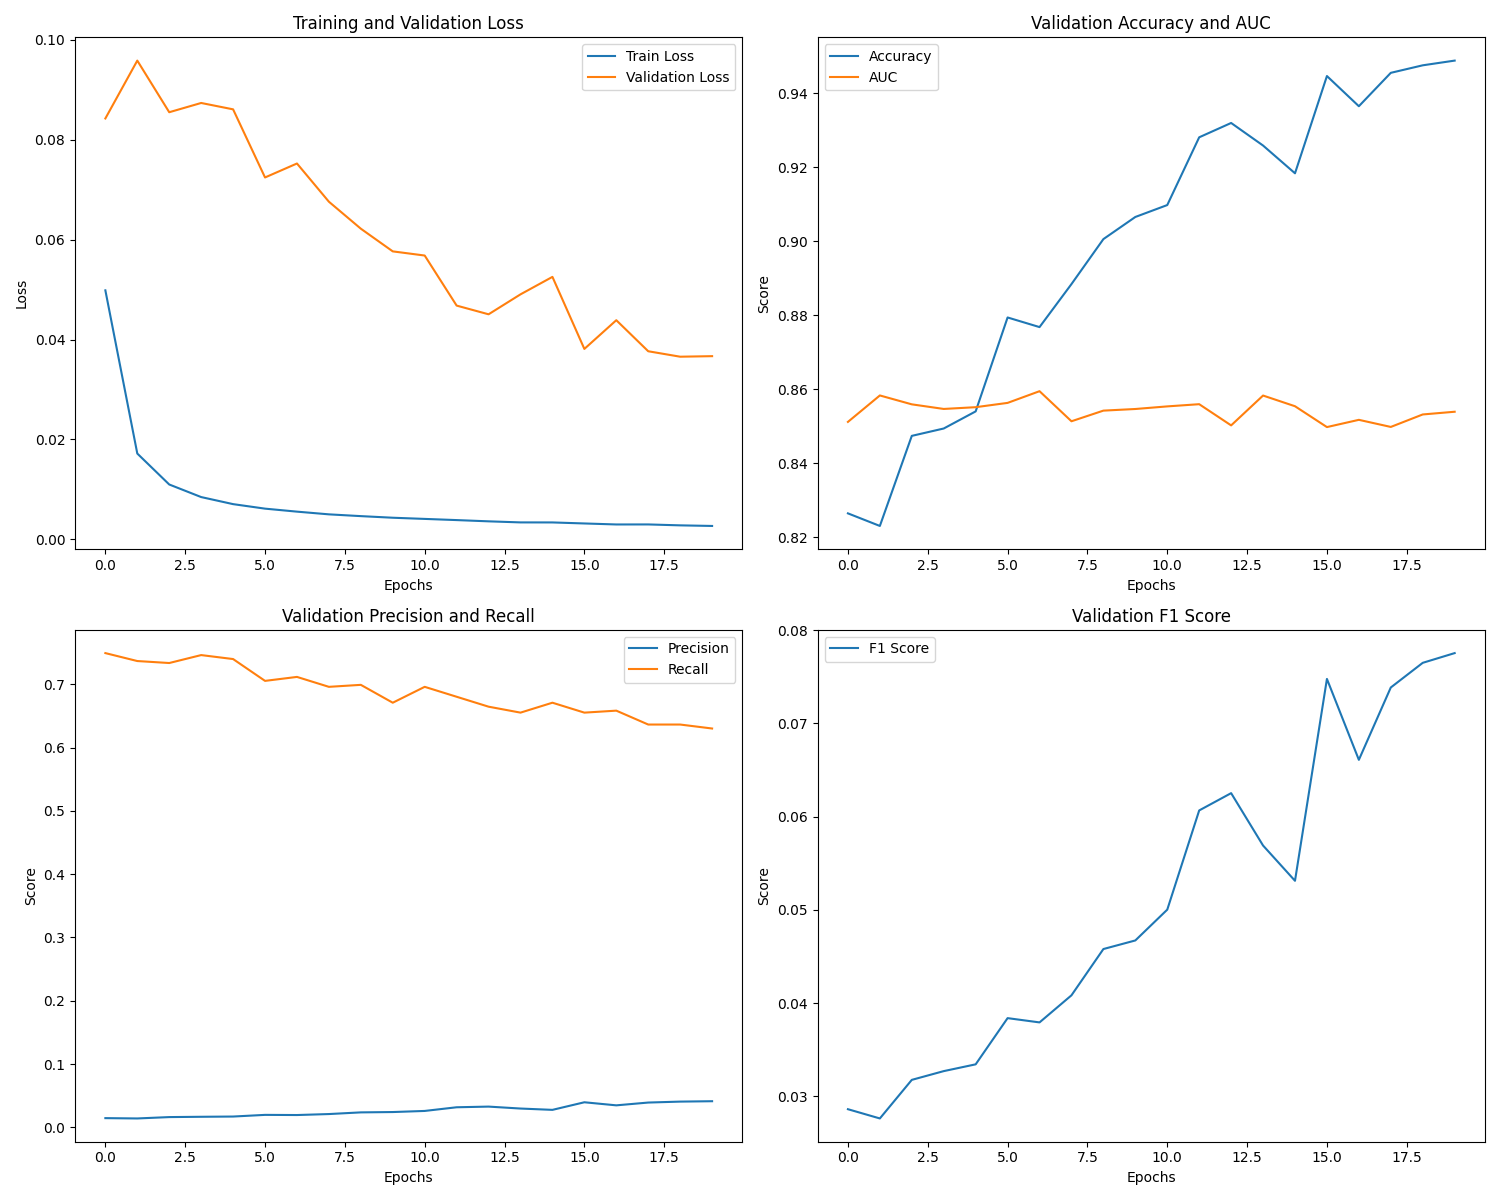 Training and Validation Loss
Train Loss
Validation Loss
0.10
0.08
0.06
0.04
0.02
0.00
Loss
0.0 2.5 5.0 7.5 10.0 12.5 15.0 17.5
Epochs
Validation Accuracy and AUC
Accuracy
AUC
0.94
0.92
0.90
0.88
0.86
0.84
0.82
Score
0.0 2.5 5.0 7.5 10.0 12.5 15.0 17.5
Epochs
Validation Precision and Recall
Precision
Recall
0.7
0.6
0.5
0.4
0.3
0.2
0.1
0.0
Score
0.0 2.5 5.0 7.5 10.0 12.5 15.0 17.5
Epochs
Validation F1 Score
F1 Score
0.08
0.07
0.06
0.05
0.04
0.03
Score
0.0 2.5 5.0 7.5 10.0 12.5 15.0 17.5
Epochs